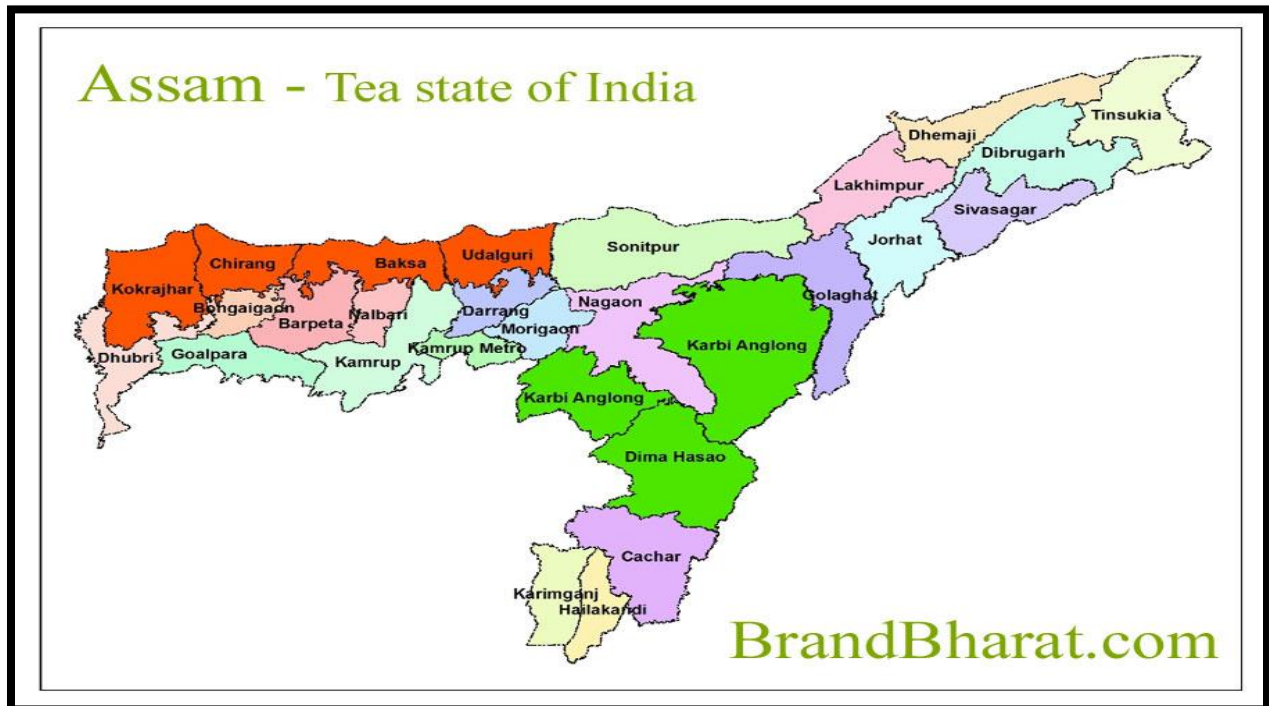 Assam - Tea state of India
Tinsukia
Dhemaji
Dibrugarh
Lakhimpur
Sivasagar
Jorhat
Sonitpur
Udalguri
Baksa
Chirang
Kokrajhar
Golaghat
Nagaon
Bongaigaon
Barpeta
Nalbari
Darrang
Morigaon
Karbi Anglong
Kamrup Metro
Dhubri
Goalpara
Kamrup
Karbi Anglong
Dima Hasao
Cachar
Karimganj
Hailakandi
BrandBharat.com